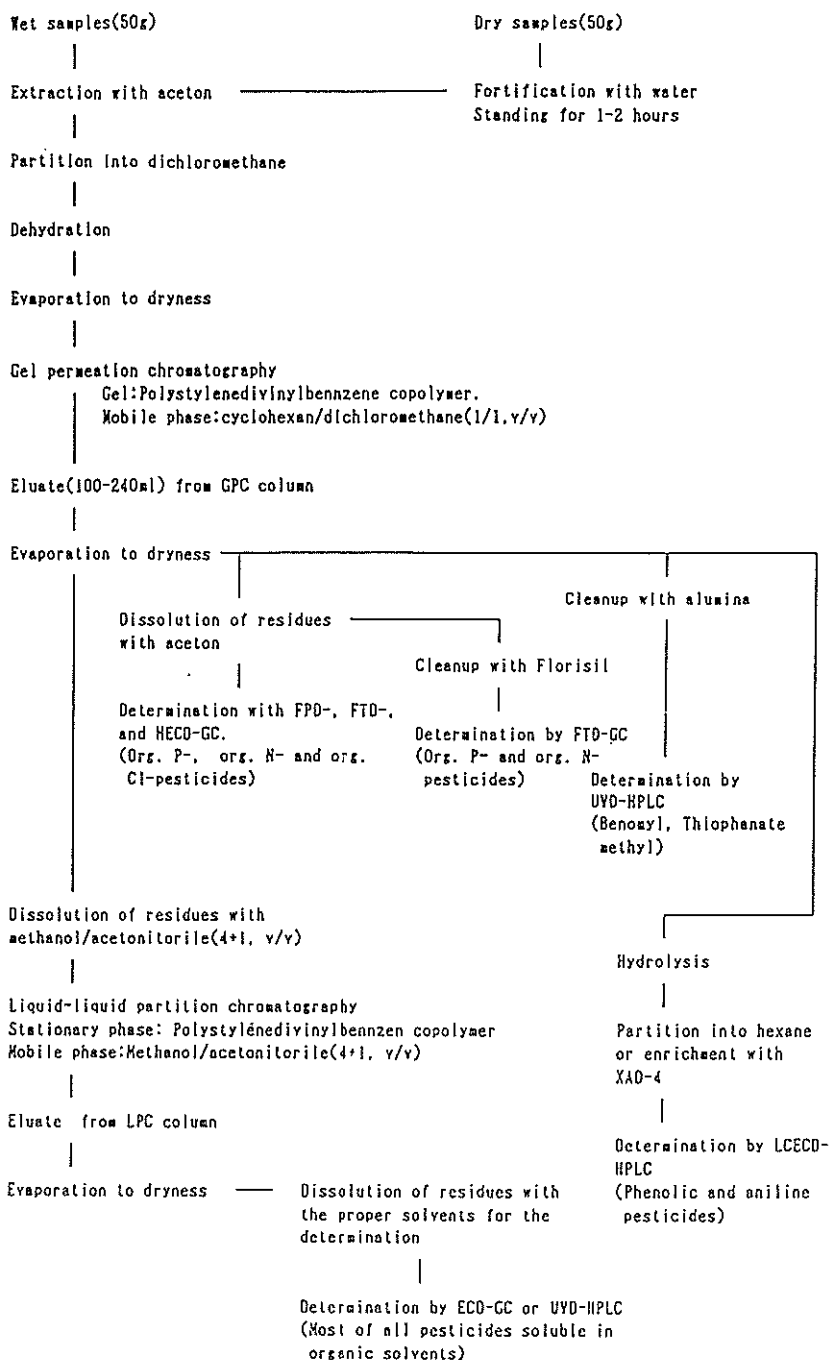 Wet samples(50g)
Dry samples(50g)
Extraction with aceton
Fortification with water
Standing for 1-2 hours
Partition into dichloromethane
Dehydration
Evaporation to dryness
Gel permeation chromatography
Gel:Polystylenedivinylbennzene copolymer.
Mobile phase:cyclohexan/dichloromethane(1/1,v/v)
Eluate(100-240ml) from GPC column
Evaporation to dryness
Cleanup with alumina
Dissolution of residues
with aceton
Cleanup with Florisil
Determination with FPD-, FTD-,
and HECD-GC.
(Org. P-, org. N- and org.
Cl-pesticides)
Determination by FTD-GC
(Org. P- and org. N-
pesticides)
Determination by
UVD-HPLC
(Benomyl, Thiophanate
methyl)
Dissolution of residues with
methanol/acetonitorile(4+1, v/v)
Hydrolysis
Liquid-liquid partition chromatography
Stationary phase: Polystylenedivinylbennzen copolymer
Mobile phase:Methanol/acetonitorile(4+1, v/v)
Partition into hexane
or enrichment with
XAD-4
Eluate from LPC column
Determination by LCECD-
HPLC
(Phenolic and aniline
pesticides)
Evaporation to dryness
Dissolution of residues with
the proper solvents for the
determination
Determination by ECD-GC or UVD-HPLC
(Most of all pesticides soluble in
organic solvents)